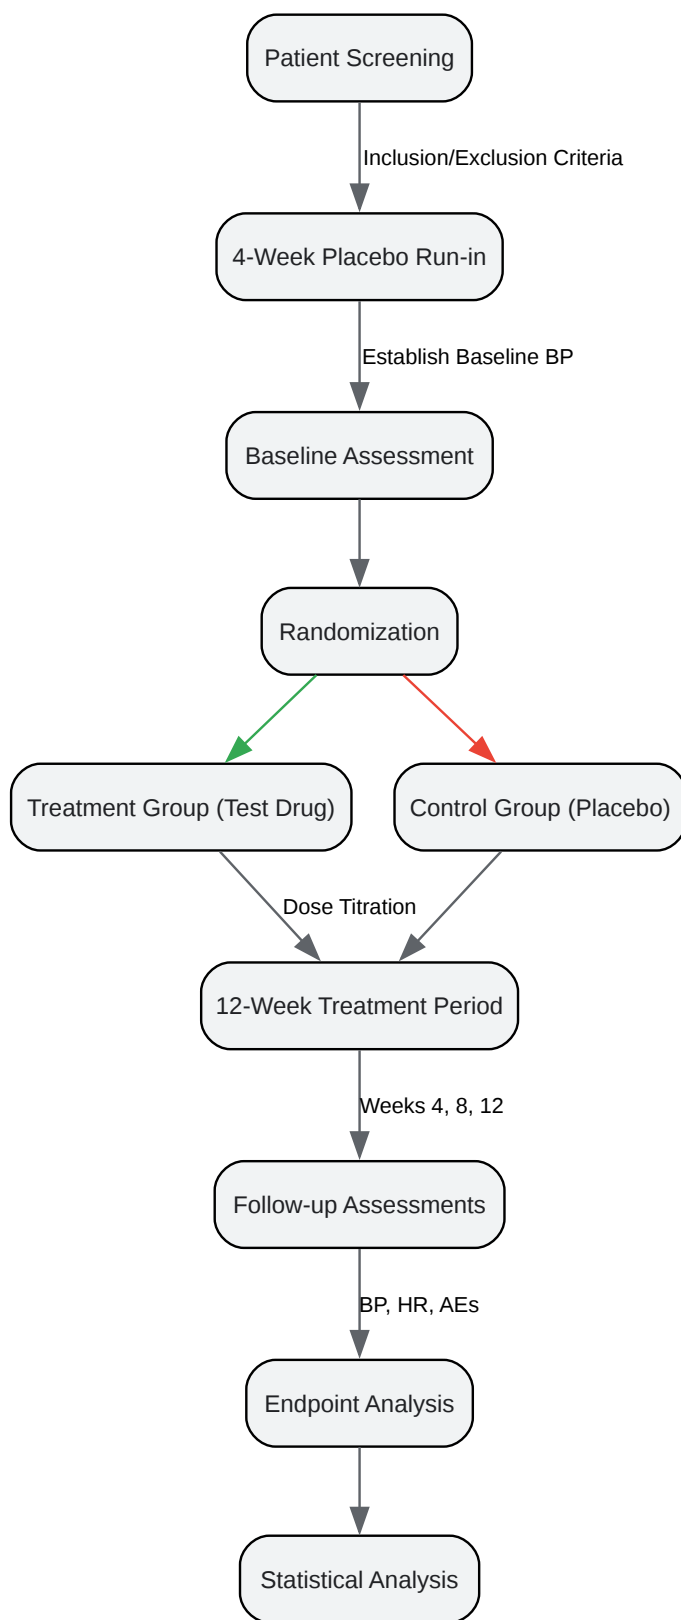 Patient Screening
Inclusion/Exclusion Criteria
4-Week Placebo Run-in
Establish Baseline BP
Baseline Assessment
Randomization
Treatment Group (Test Drug)
Control Group (Placebo)
Dose Titration
12-Week Treatment Period
Weeks 4, 8, 12
Follow-up Assessments
BP, HR, AEs
Endpoint Analysis
Statistical Analysis